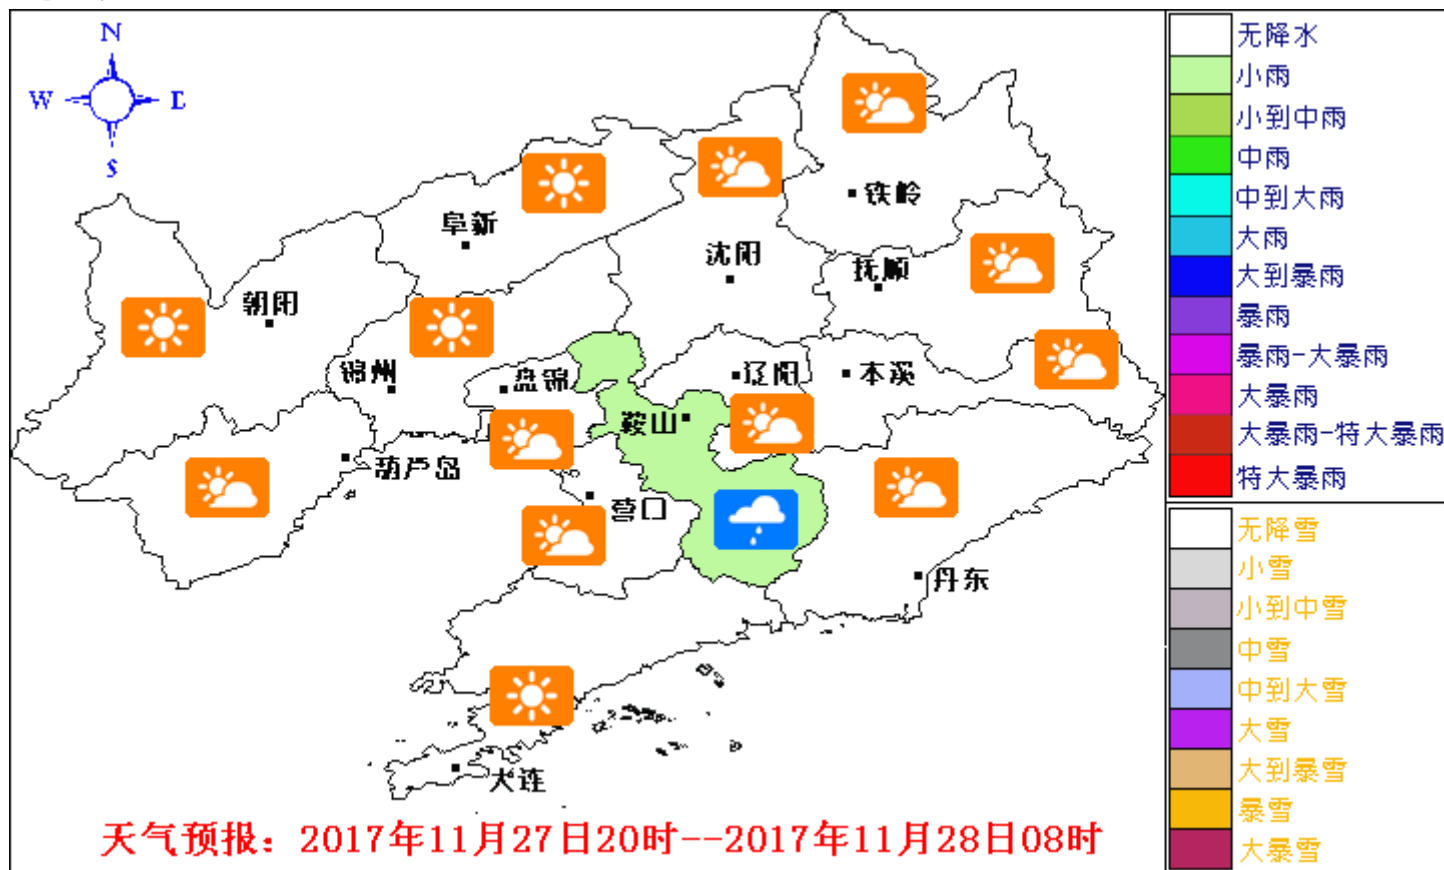 N
W E
S
铁岭
阜新
沈阳
抚顺
朝阳
锦州
盘锦
辽阳
本溪
鞍山
葫芦岛
营口
丹东
大连
天气预报：2017年11月27日20时--2017年11月28日08时
无降水
小雨
小到中雨
中雨
中到大雨
大雨
大到暴雨
暴雨
暴雨-大暴雨
大暴雨
大暴雨-特大暴雨
特大暴雨
无降雪
小雪
小到中雪
中雪
中到大雪
大雪
大到暴雪
暴雪
大暴雪